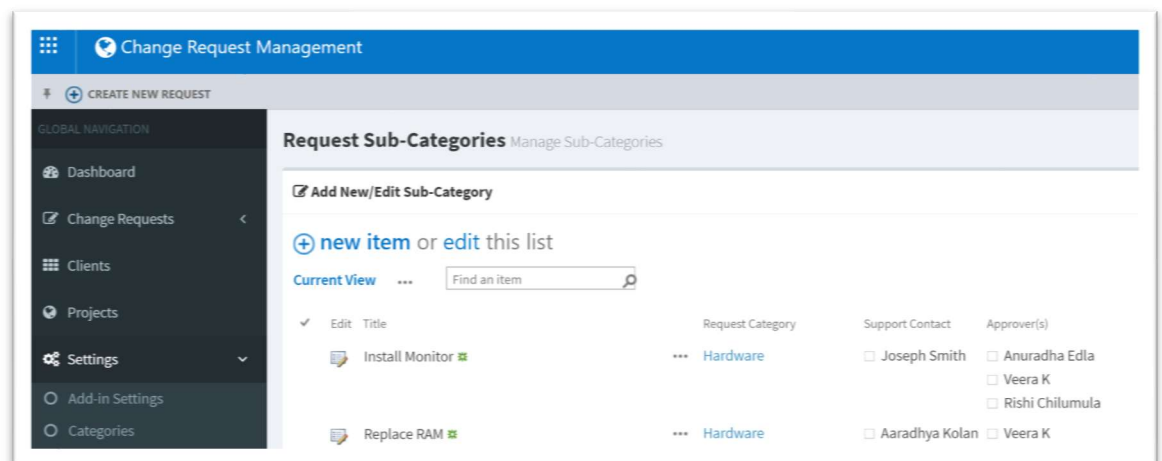 Change Request Management
CREATE NEW REQUEST
GLOBAL NAVIGATION
Dashboard
Change Requests
Clients
Projects
Settings
Add-in Settings
Categories
Request Sub-Categories Manage Sub-Categories
Add New/Edit Sub-Category
new item or edit this list
Current View ... Find an item
Edit Title Request Category Support Contact Approver(s)
Install Monitor ... Hardware Joseph Smith Anuradha Edla
Veera K
Rishi Chilumula
Replace RAM ... Hardware Aaradhya Kolan Veera K